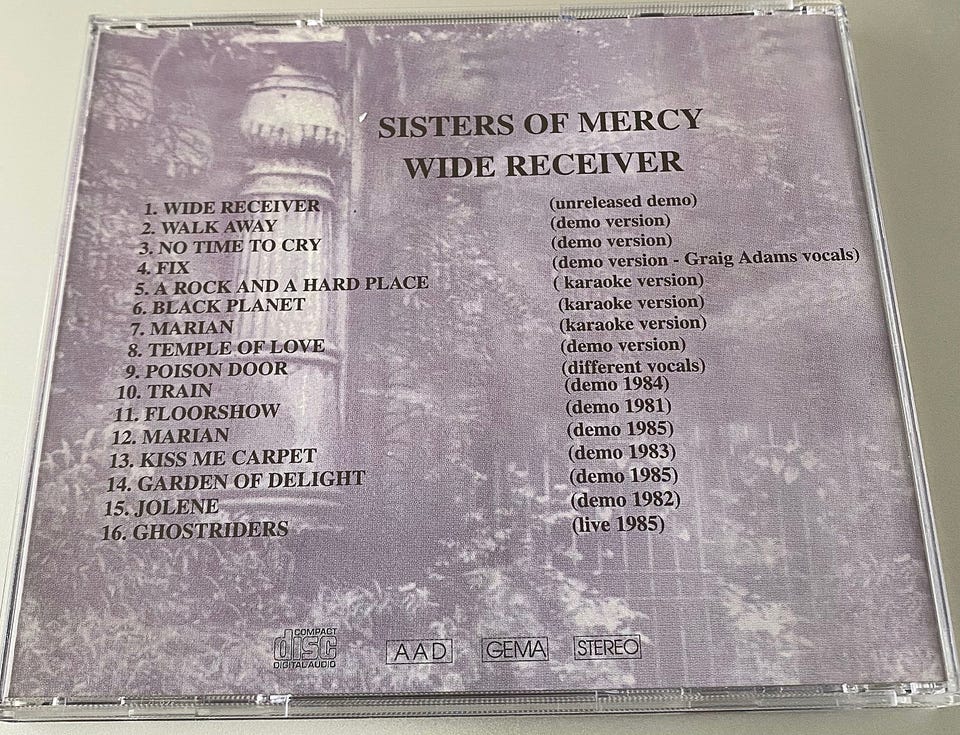 SISTERS OF MERCY
WIDE RECEIVER
1. WIDE RECEIVER (unreleased demo)
2. WALK AWAY (demo version)
3. NO TIME TO CRY (demo version)
4. FIX (demo version - Graig Adams vocals)
5. A ROCK AND A HARD PLACE ( karaoke version)
6. BLACK PLANET (karaoke version)
7. MARIAN (karaoke version)
8. TEMPLE OF LOVE (demo version)
9. POISON DOOR (different vocals)
10. TRAIN (demo 1984)
11. FLOORSHOW (demo 1981)
12. MARIAN (demo 1985)
13. KISS ME CARPET (demo 1983)
14. GARDEN OF DELIGHT (demo 1985)
15. JOLENE (demo 1982)
16. GHOSTRIDERS (live 1985)
COMPACT
disc
DIGITAL AUDIO
AAD GEMA STEREO